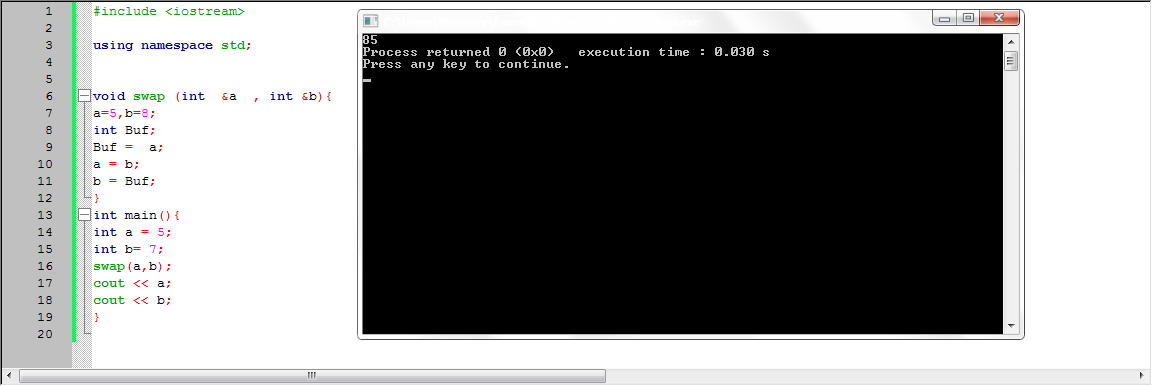 1 #include <iostream>
2
3 using namespace std;
4
5
6 void swap (int  &a  , int &b){
7 a=5,b=8;
8 int Buf;
9 Buf =  a;
10 a = b;
11 b = Buf;
12 }
13 int main(){
14 int a = 5;
15 int b= 7;
16 swap(a,b);
17 cout << a;
18 cout << b;
19 }
20
85
Process returned 0 (0x0)   execution time : 0.030 s
Press any key to continue.